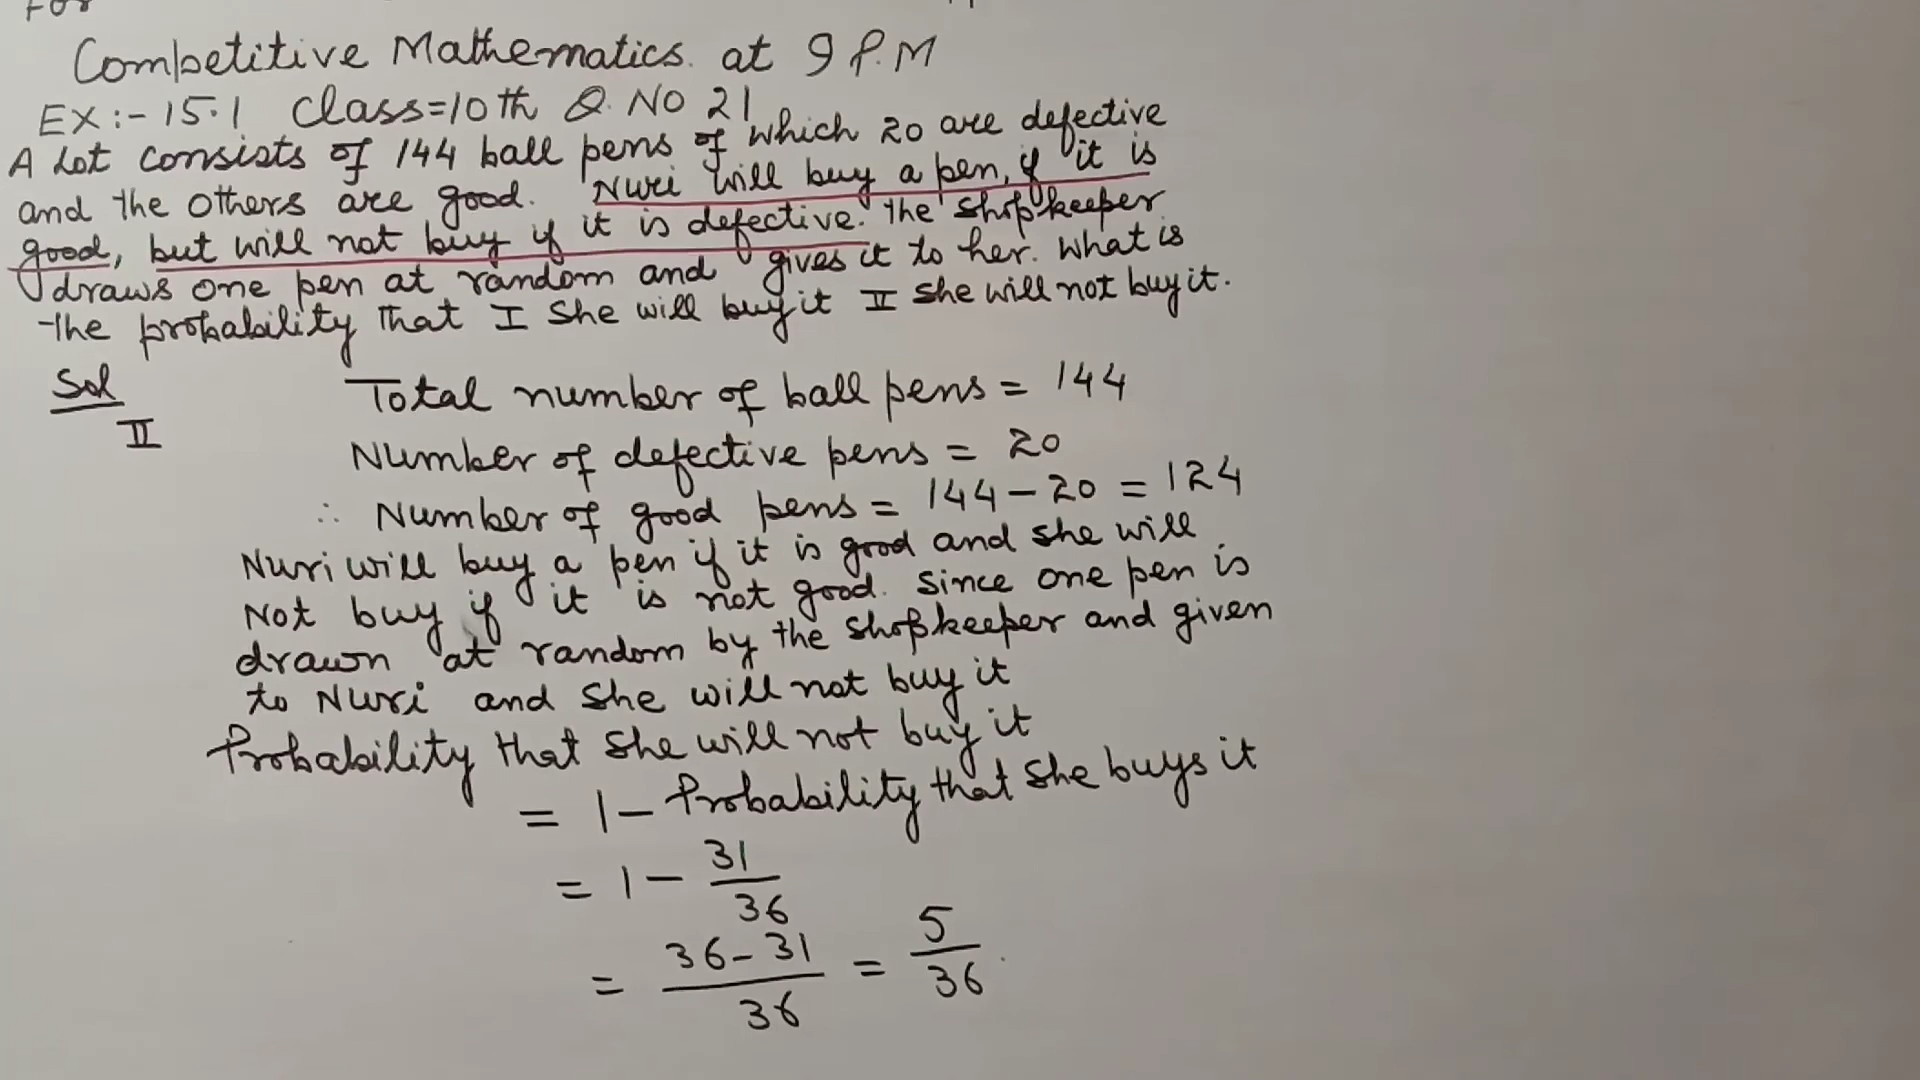 For
Competitive Mathematics. at 9 P.M
EX:- 15.1 Class=10th Q. NO 21
A Lot consists of 144 ball pens of which 20 are defective
and the others are good. Nuri will buy a pen, if it is
good, but will not buy if it is defective. The shopkeeper
draws one pen at random and gives it to her. What is
the probability that I She will buy it II She will not buy it.
Sol
II
Total number of ball pens = 144
Number of defective pens = 20
∴ Number of good pens = 144 - 20 = 124
Nuri will buy a pen if it is good and she will
Not buy if it is not good. Since one pen is
drawn at random by the shopkeeper and given
to Nuri and She will not buy it
Probability that She will not buy it
= 1 - Probability that She buys it
= 1 - 31/36
= 36-31/36 = 5/36.